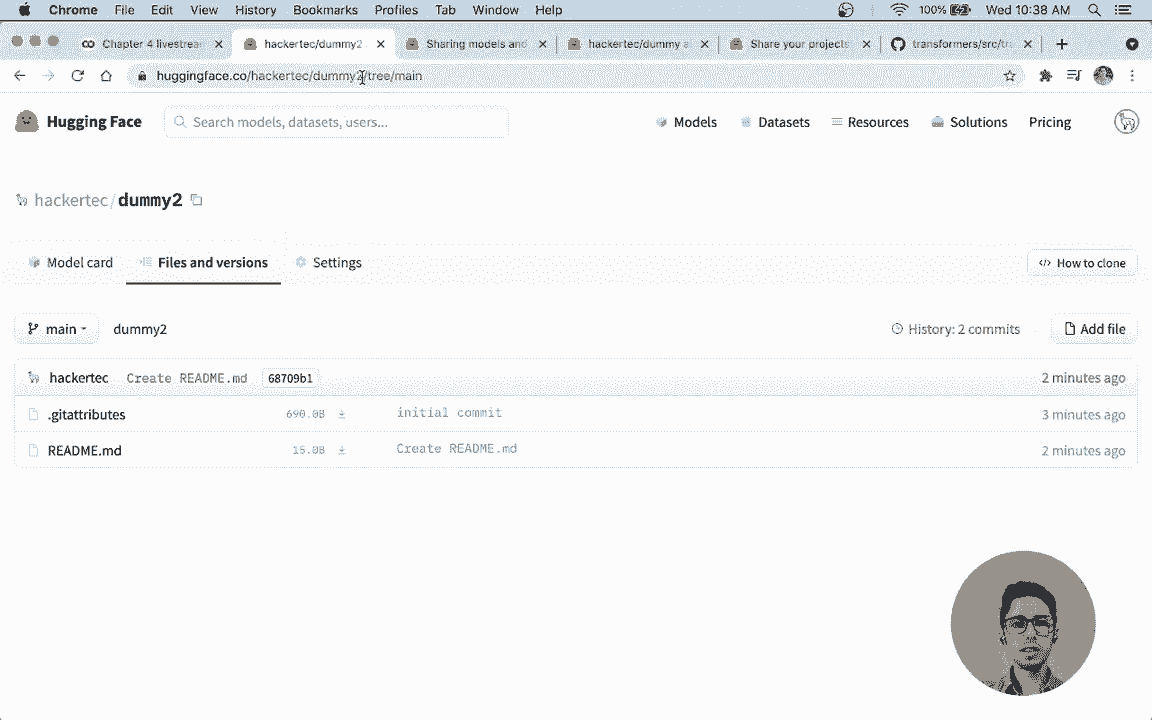 Chrome File Edit View History Bookmarks Profiles Tab Window Help 100% Wed 10:38 AM
Chapter 4 livestrear hackertec/dummy2 Sharing models and hackertec/dummy a Share your projects transformers/src/tra
huggingface.co/hackertec/dummy2/tree/main
Hugging Face Search models, datasets, users... Models Datasets Resources Solutions Pricing
hackertec/dummy2
Model card Files and versions Settings </> How to clone
main dummy2 History: 2 commits Add file
hackertec Create README.md 68709b1 2 minutes ago
.gitattributes 690.0B initial commit 3 minutes ago
README.md 15.0B Create README.md 2 minutes ago